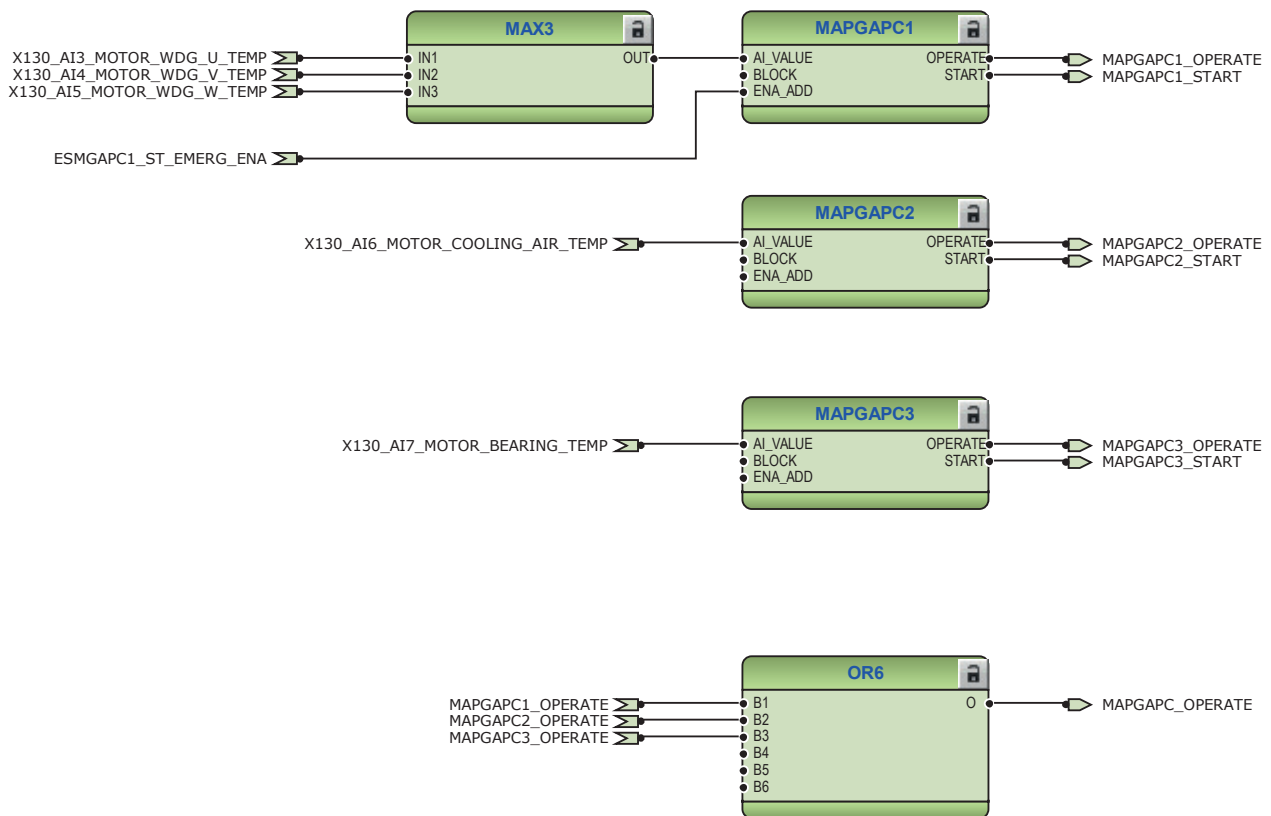 MAX3
X130_AI3_MOTOR_WDG_U_TEMP
X130_AI4_MOTOR_WDG_V_TEMP
X130_AI5_MOTOR_WDG_W_TEMP
IN1
IN2
IN3
OUT
ESMGAPC1_ST_EMERG_ENA
MAPGAPC1
AI_VALUE
BLOCK
ENA_ADD
OPERATE
START
MAPGAPC1_OPERATE
MAPGAPC1_START
MAPGAPC2
X130_AI6_MOTOR_COOLING_AIR_TEMP
AI_VALUE
BLOCK
ENA_ADD
OPERATE
START
MAPGAPC2_OPERATE
MAPGAPC2_START
MAPGAPC3
X130_AI7_MOTOR_BEARING_TEMP
AI_VALUE
BLOCK
ENA_ADD
OPERATE
START
MAPGAPC3_OPERATE
MAPGAPC3_START
OR6
MAPGAPC1_OPERATE
MAPGAPC2_OPERATE
MAPGAPC3_OPERATE
B1
B2
B3
B4
B5
B6
O
MAPGAPC_OPERATE